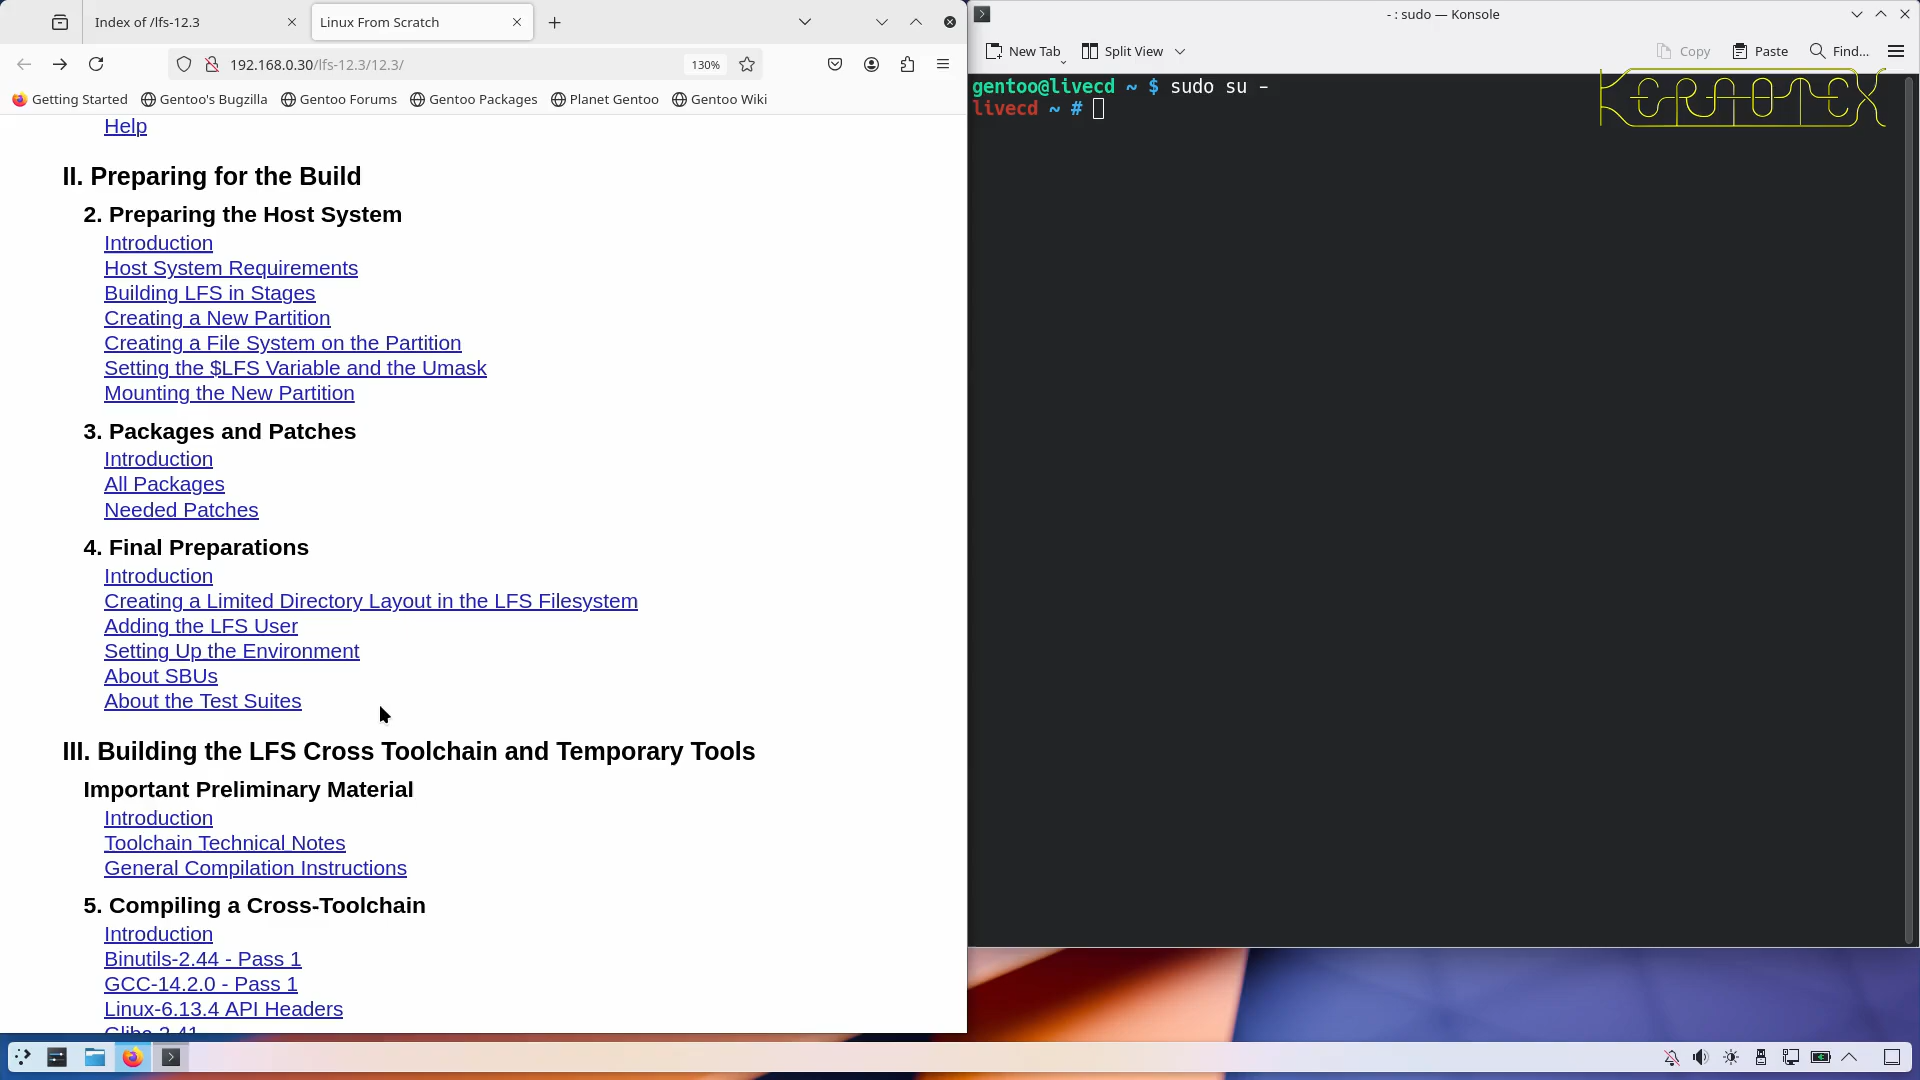 Index of /lfs-12.3
Linux From Scratch
192.168.0.30/lfs-12.3/12.3/
130%
Getting Started
Gentoo's Bugzilla
Gentoo Forums
Gentoo Packages
Planet Gentoo
Gentoo Wiki
Help
II. Preparing for the Build
2. Preparing the Host System
Introduction
Host System Requirements
Building LFS in Stages
Creating a New Partition
Creating a File System on the Partition
Setting the $LFS Variable and the Umask
Mounting the New Partition
3. Packages and Patches
Introduction
All Packages
Needed Patches
4. Final Preparations
Introduction
Creating a Limited Directory Layout in the LFS Filesystem
Adding the LFS User
Setting Up the Environment
About SBUs
About the Test Suites
III. Building the LFS Cross Toolchain and Temporary Tools
Important Preliminary Material
Introduction
Toolchain Technical Notes
General Compilation Instructions
5. Compiling a Cross-Toolchain
Introduction
Binutils-2.44 - Pass 1
GCC-14.2.0 - Pass 1
Linux-6.13.4 API Headers
Glibc-2.41
- : sudo — Konsole
New Tab
Split View
Copy
Paste
Find...
gentoo@livecd ~ $ sudo su -
livecd ~ #